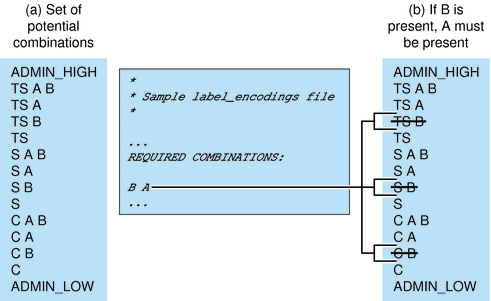 (a) Set of
potential
combinations
ADMIN_HIGH
TS A B
TS A
TS B
TS
S A B
S A
S B
S
C A B
C A
C B
C
ADMIN_LOW
*
* Sample label_encodings file
*
...
REQUIRED COMBINATIONS:
B A
...
(b) If B is
present, A must
be present
ADMIN_HIGH
TS A B
TS A
TS B
TS
S A B
S A
S B
S
C A B
C A
C B
C
ADMIN_LOW